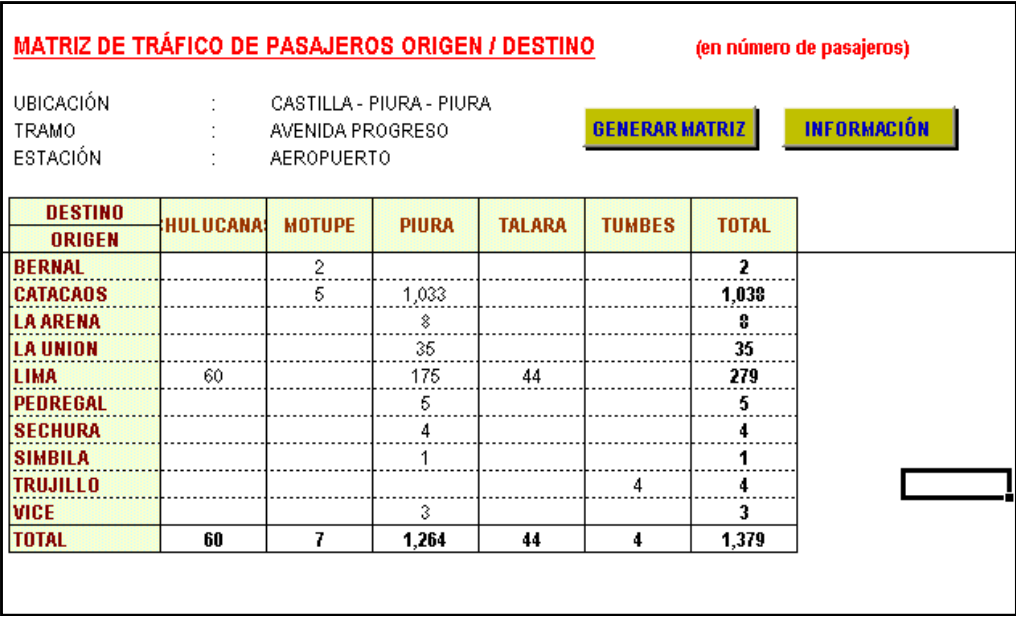 MATRIZ DE TRÁFICO DE PASAJEROS ORIGEN / DESTINO (en número de pasajeros)
UBICACIÓN : CASTILLA - PIURA - PIURA
TRAMO : AVENIDA PROGRESO GENERAR MATRIZ INFORMACIÓN
ESTACIÓN : AEROPUERTO
DESTINO HULUCANA MOTUPE PIURA TALARA TUMBES TOTAL
ORIGEN
BERNAL 2 2
CATACAOS 5 1,033 1,038
LA ARENA 8 8
LA UNION 35 35
LIMA 60 175 44 279
PEDREGAL 5 5
SECHURA 4 4
SIMBILA 1 1
TRUJILLO 4 4
VICE 3 3
TOTAL 60 7 1,264 44 4 1,379